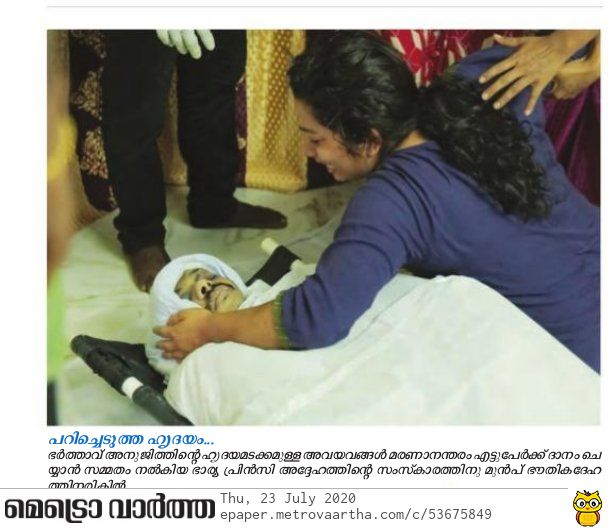 പറിച്ചെടുത്ത ഹൃദയം...
ഭർത്താവ് അനുജിത്തിന്റെ ഹൃദയമടക്കമുള്ള അവയവങ്ങൾ മരണാനന്തരം എട്ടുപേർക്ക് ദാനം ചെ
യ്യാൻ സമ്മതം നൽകിയ ഭാര്യ പ്രിൻസി അദ്ദേഹത്തിന്റെ സംസ്കാരത്തിനു മുൻപ് ഭൗതികദേഹ
ത്തിനരികിൽ
മെട്രൊ വാർത്ത
Thu, 23 July 2020
epaper.metrovaartha.com/c/53675849